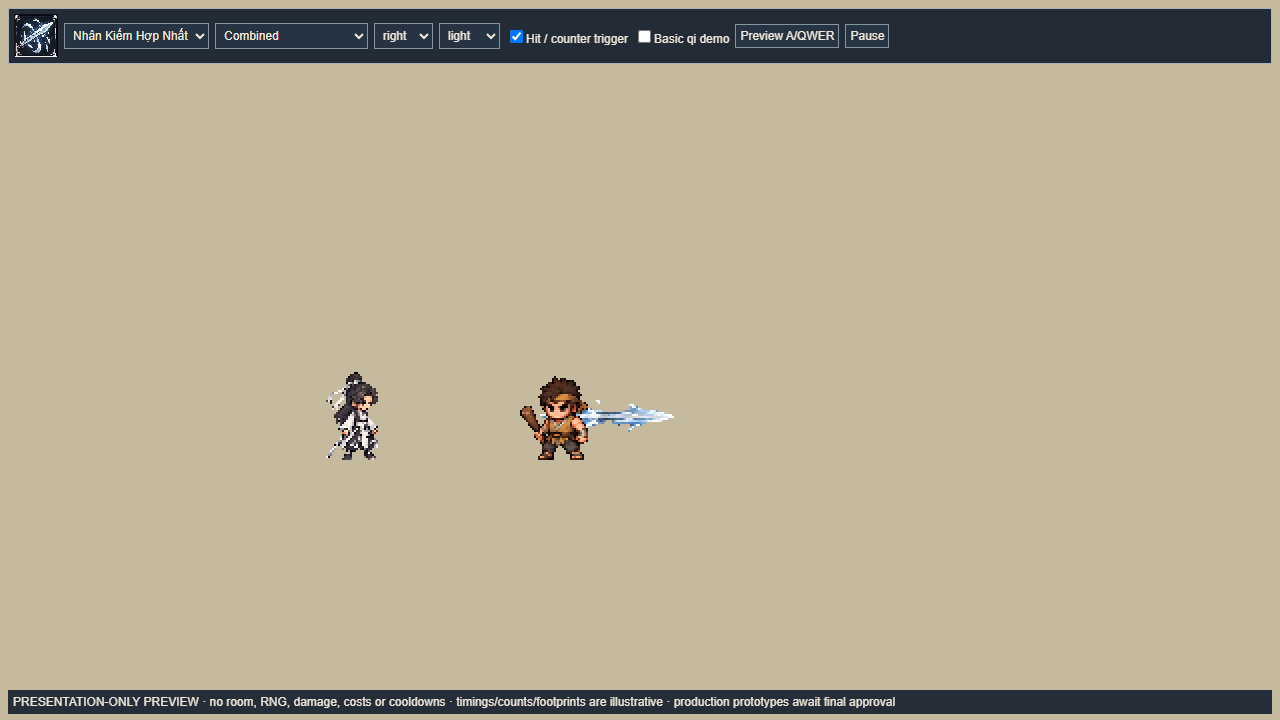 Nhân Kiếm Hợp Nhất Combined right light Hit / counter trigger Basic qi demo Preview A/QWER Pause
PRESENTATION-ONLY PREVIEW · no room, RNG, damage, costs or cooldowns · timings/counts/footprints are illustrative · production prototypes await final approval